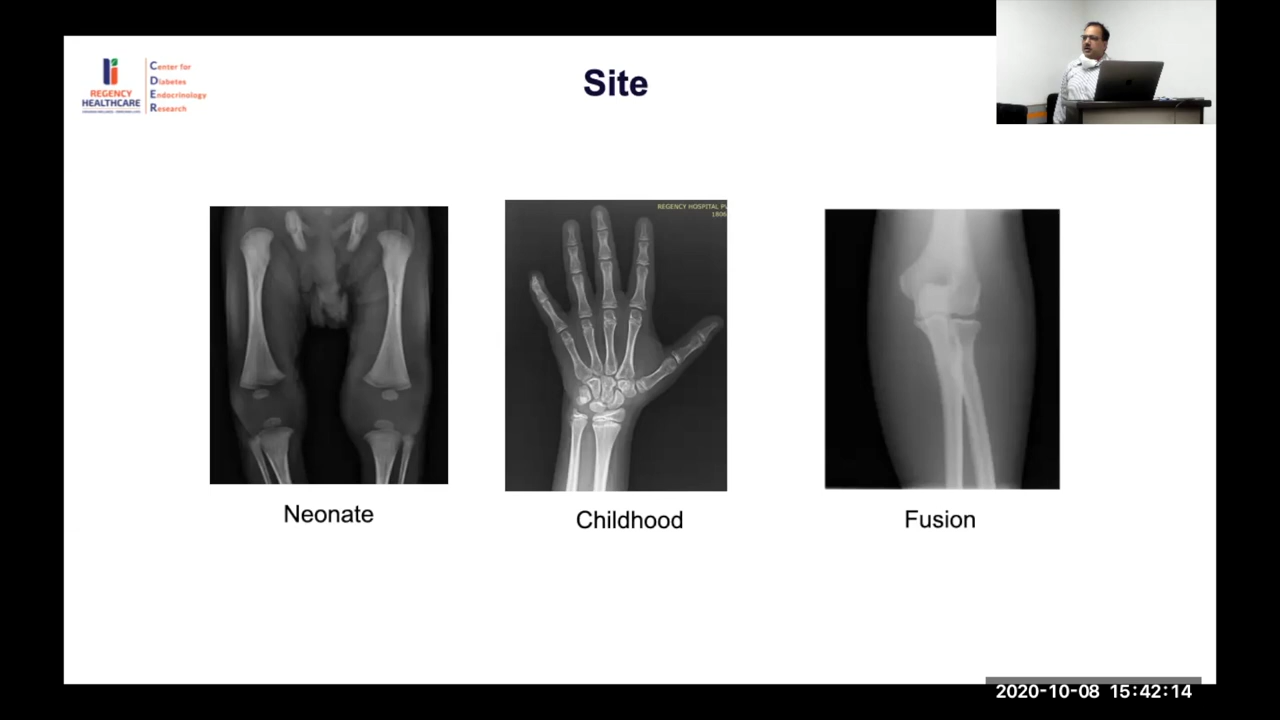 Site
REGENCY
HEALTHCARE
Center for
Diabetes
Endocrinology
Research
REGENCY HOSPITAL P
1806
Neonate
Childhood
Fusion
2020-10-08 15:42:14